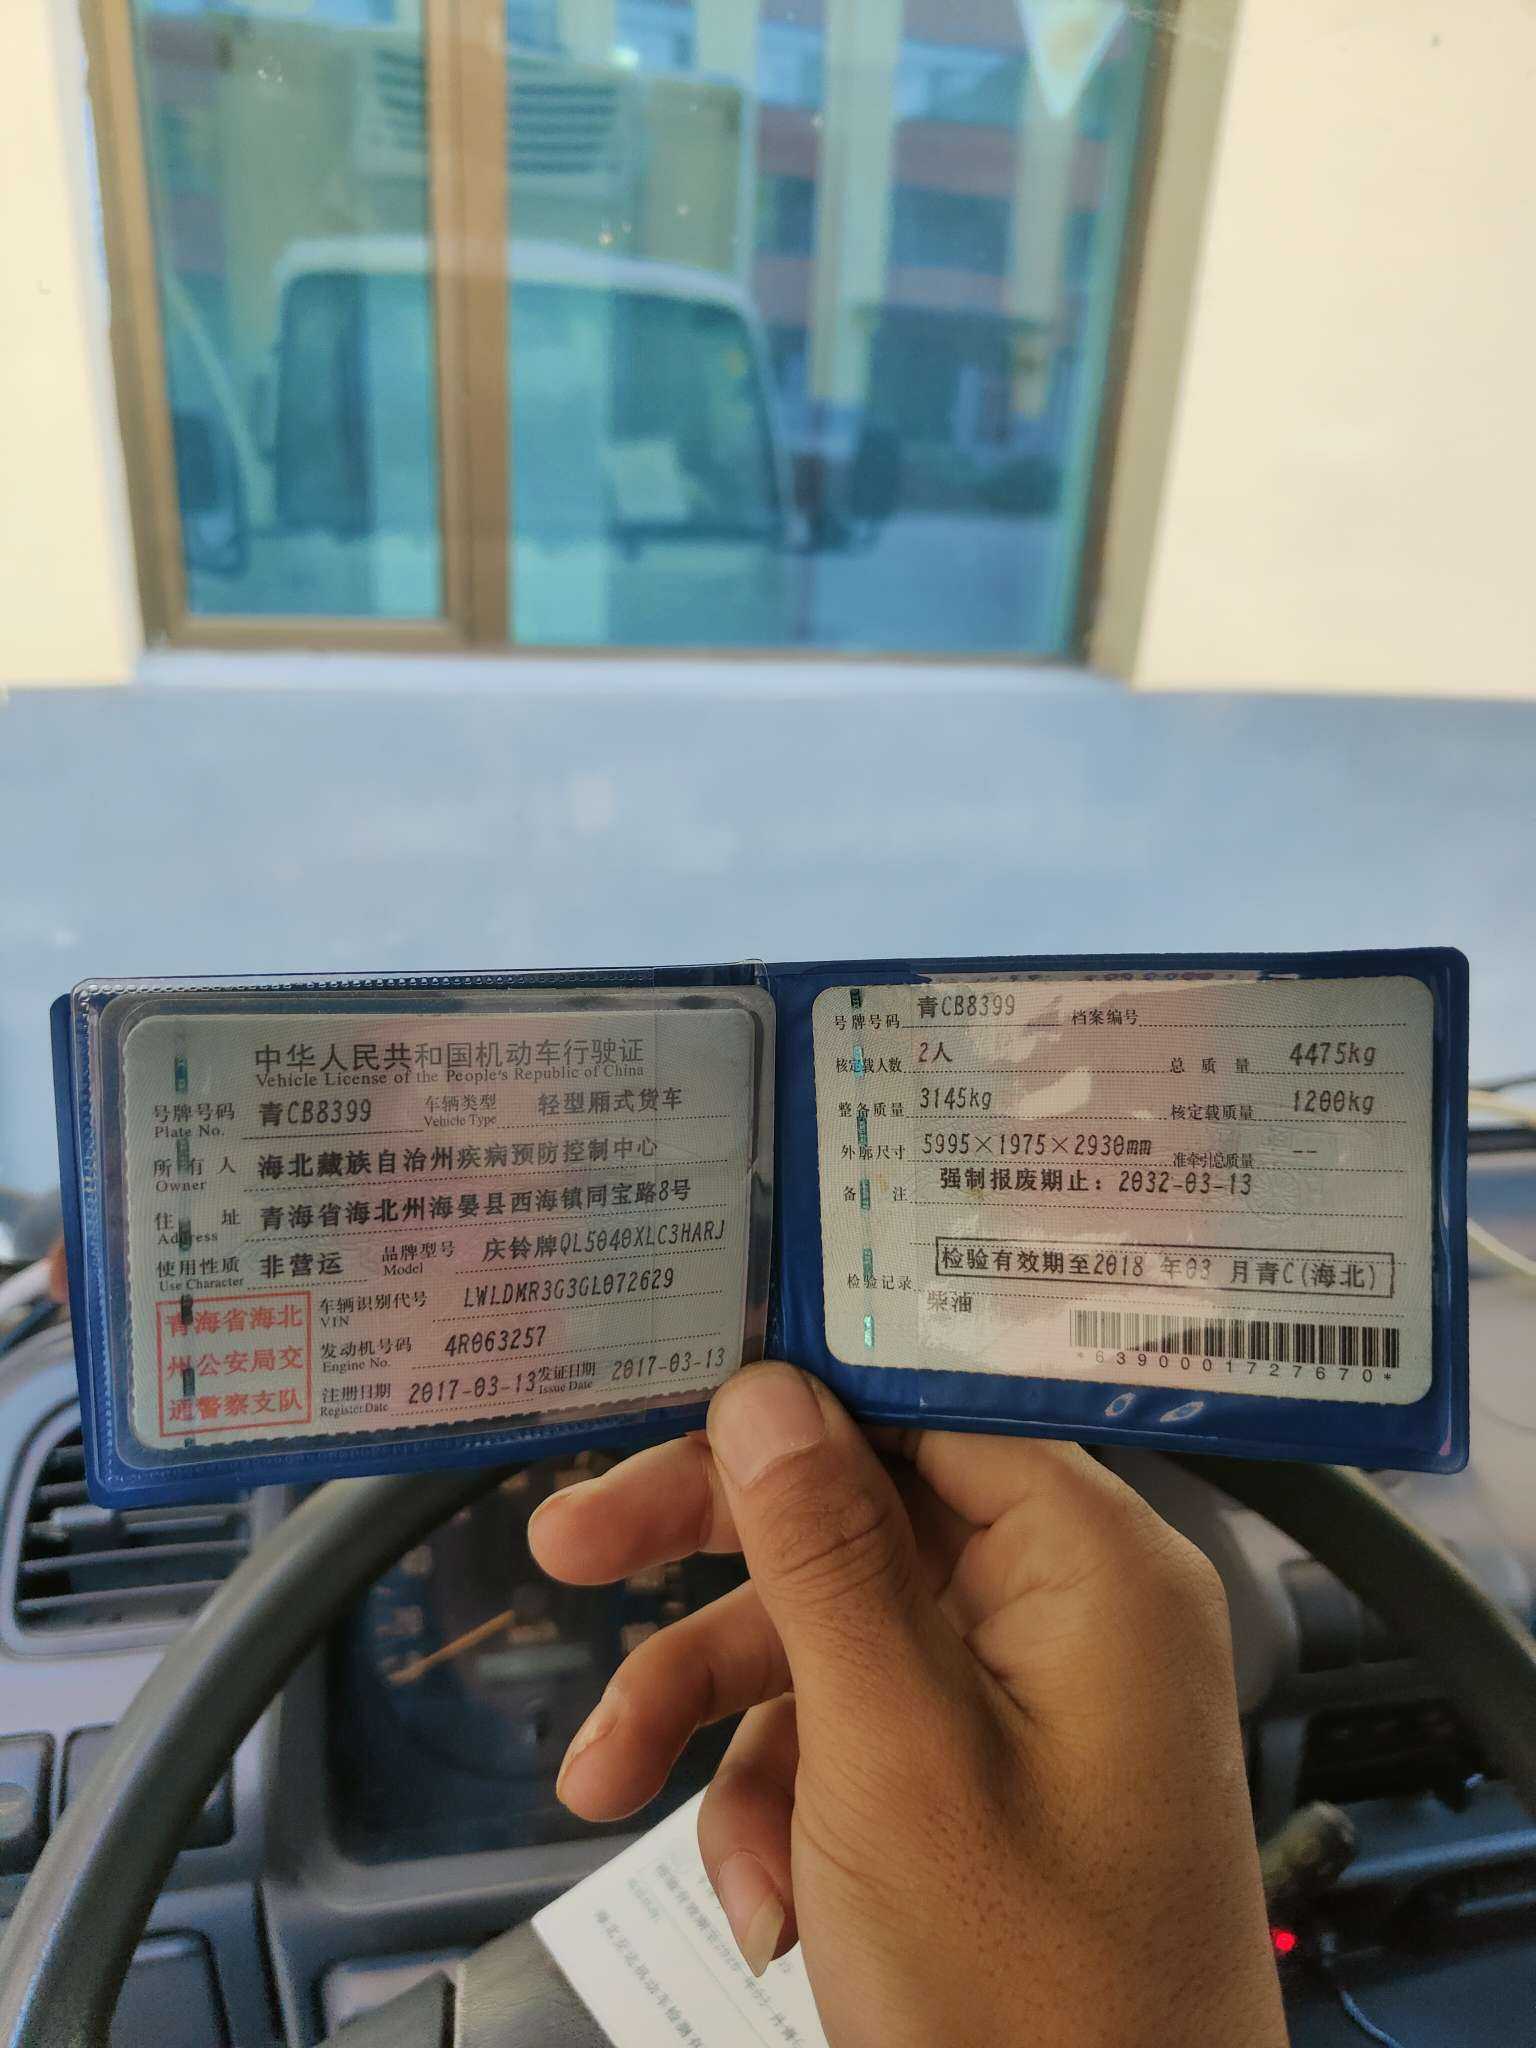 中华人民共和国机动车行驶证
Vehicle License of the People's Republic of China
号牌号码 青CB8399 车辆类型 轻型厢式货车
Plate No. Vehicle Type
所有人 海北藏族自治州疾病预防控制中心
Owner
住址 青海省海北州海晏县西海镇同宝路8号
Address
使用性质 非营运 品牌型号 庆铃牌QL5040XLC3HARJ
Use Character Model
青海省海北
州公安局交
通警察支队
车辆识别代号 LWLDMR3G3GL072629
VIN
发动机号码 4R063257
Engine No.
注册日期 2017-03-13 发证日期 2017-03-13
Register Date Issue Date
号牌号码 青CB8399 档案编号
核定载人数 2人 总质量 4475kg
整备质量 3145kg 核定载质量 1200kg
外廓尺寸 5995×1975×2930mm 准牵引总质量 --
备注 强制报废期止：2032-03-13
检验记录 检验有效期至2018年03月青C(海北)
柴油
*6390001727670*